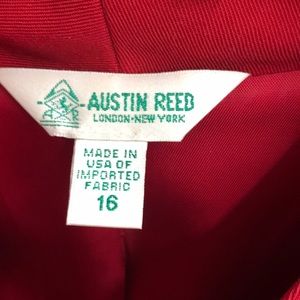 A R
AUSTIN REED
LONDON-NEW YORK
MADE IN
USA OF
IMPORTED
FABRIC
16